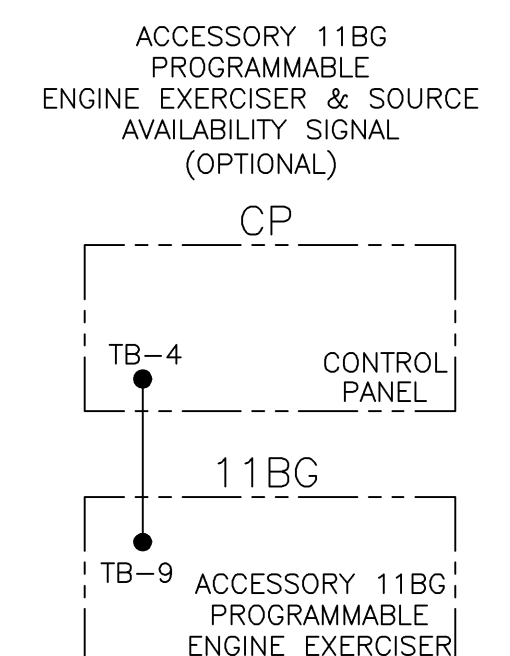 ACCESSORY 11BG
PROGRAMMABLE
ENGINE EXERCISER & SOURCE
AVAILABILITY SIGNAL
(OPTIONAL)
CP
TB-4
CONTROL
PANEL
11BG
TB-9
ACCESSORY 11BG
PROGRAMMABLE
ENGINE EXERCISER